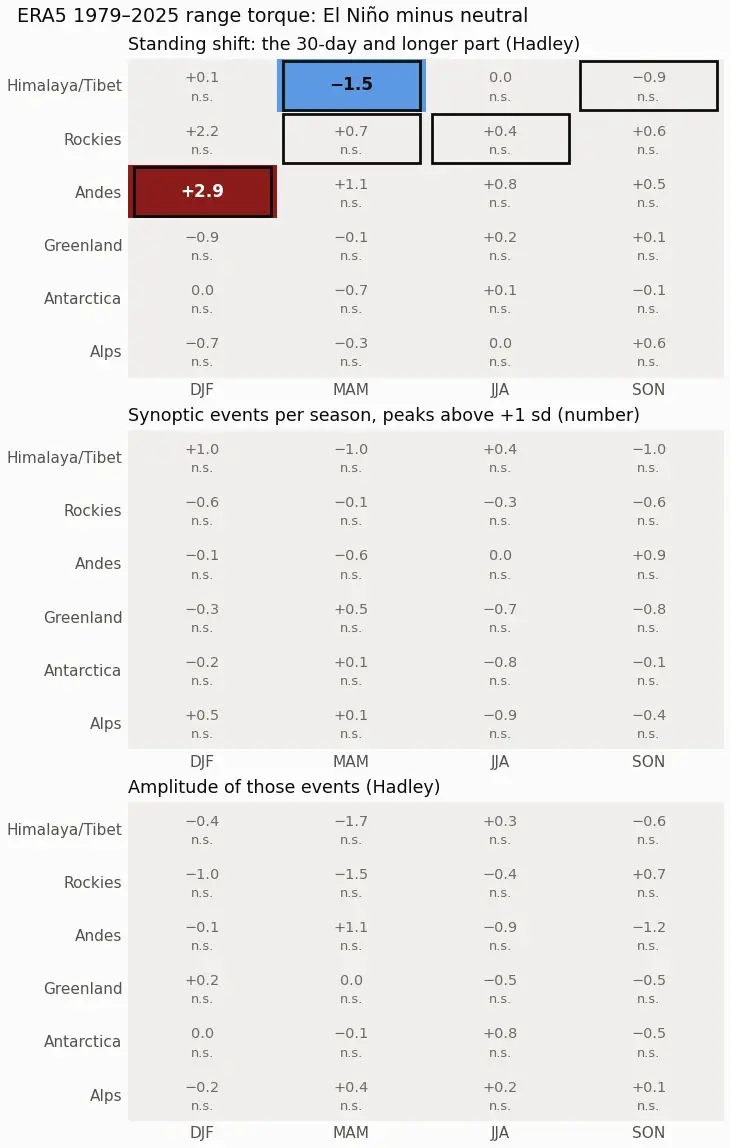 ERA5 1979–2025 range torque: El Niño minus neutral
Standing shift: the 30-day and longer part (Hadley)
Himalaya/Tibet +0.1 −1.5 0.0 −0.9
n.s. n.s. n.s.
Rockies +2.2 +0.7 +0.4 +0.6
n.s. n.s. n.s. n.s.
Andes +2.9 +1.1 +0.8 +0.5
n.s. n.s. n.s.
Greenland −0.9 −0.1 +0.2 +0.1
n.s. n.s. n.s. n.s.
Antarctica 0.0 −0.7 +0.1 −0.1
n.s. n.s. n.s. n.s.
Alps −0.7 −0.3 0.0 +0.6
n.s. n.s. n.s. n.s.
DJF MAM JJA SON
Synoptic events per season, peaks above +1 sd (number)
Himalaya/Tibet +1.0 −1.0 +0.4 −1.0
n.s. n.s. n.s. n.s.
Rockies −0.6 −0.1 −0.3 −0.6
n.s. n.s. n.s. n.s.
Andes −0.1 −0.6 0.0 +0.9
n.s. n.s. n.s. n.s.
Greenland −0.3 +0.5 −0.7 −0.8
n.s. n.s. n.s. n.s.
Antarctica −0.2 +0.1 −0.8 −0.1
n.s. n.s. n.s. n.s.
Alps +0.5 +0.1 −0.9 −0.4
n.s. n.s. n.s. n.s.
DJF MAM JJA SON
Amplitude of those events (Hadley)
Himalaya/Tibet −0.4 −1.7 +0.3 −0.6
n.s. n.s. n.s. n.s.
Rockies −1.0 −1.5 −0.4 +0.7
n.s. n.s. n.s. n.s.
Andes −0.1 +1.1 −0.9 −1.2
n.s. n.s. n.s. n.s.
Greenland +0.2 0.0 −0.5 −0.5
n.s. n.s. n.s. n.s.
Antarctica 0.0 −0.1 +0.8 −0.5
n.s. n.s. n.s. n.s.
Alps −0.2 +0.4 +0.2 +0.1
n.s. n.s. n.s. n.s.
DJF MAM JJA SON